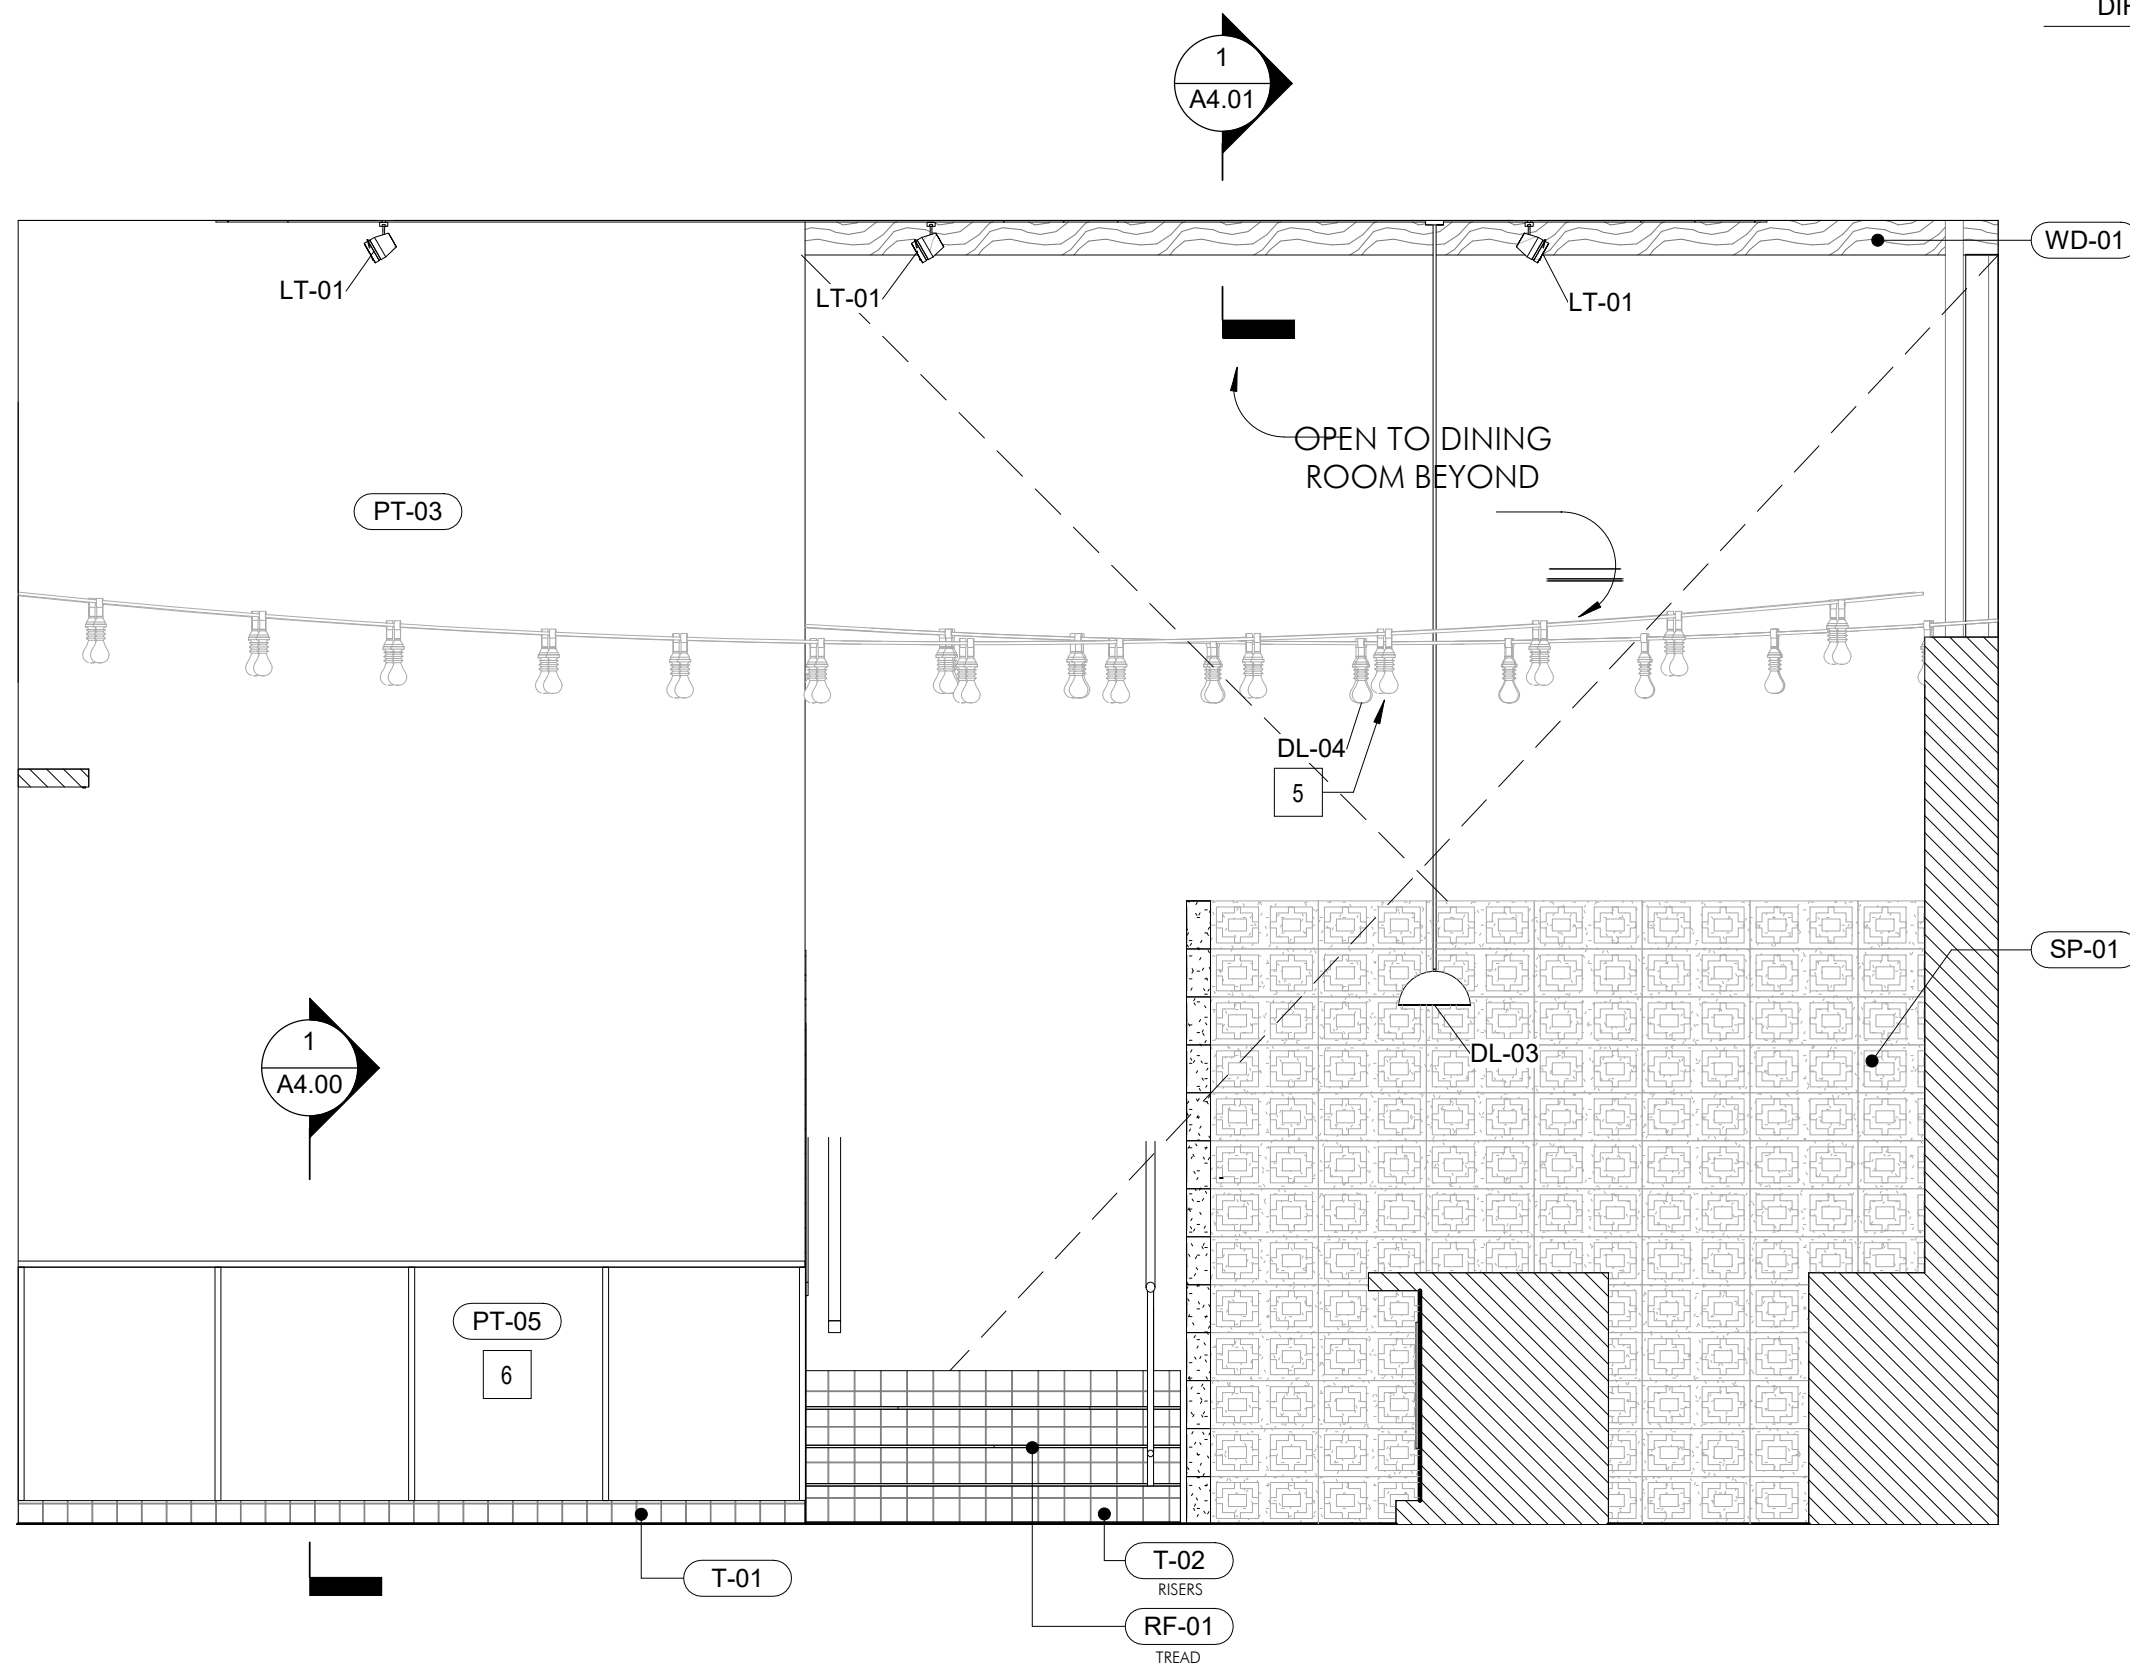 1
A4.01
WD-01
LT-01
LT-01
LT-01
OPEN TO DINING
ROOM BEYOND
PT-03
DL-04
5
SP-01
DL-03
1
A4.00
PT-05
6
T-01
T-02
RISERS
RF-01
TREAD